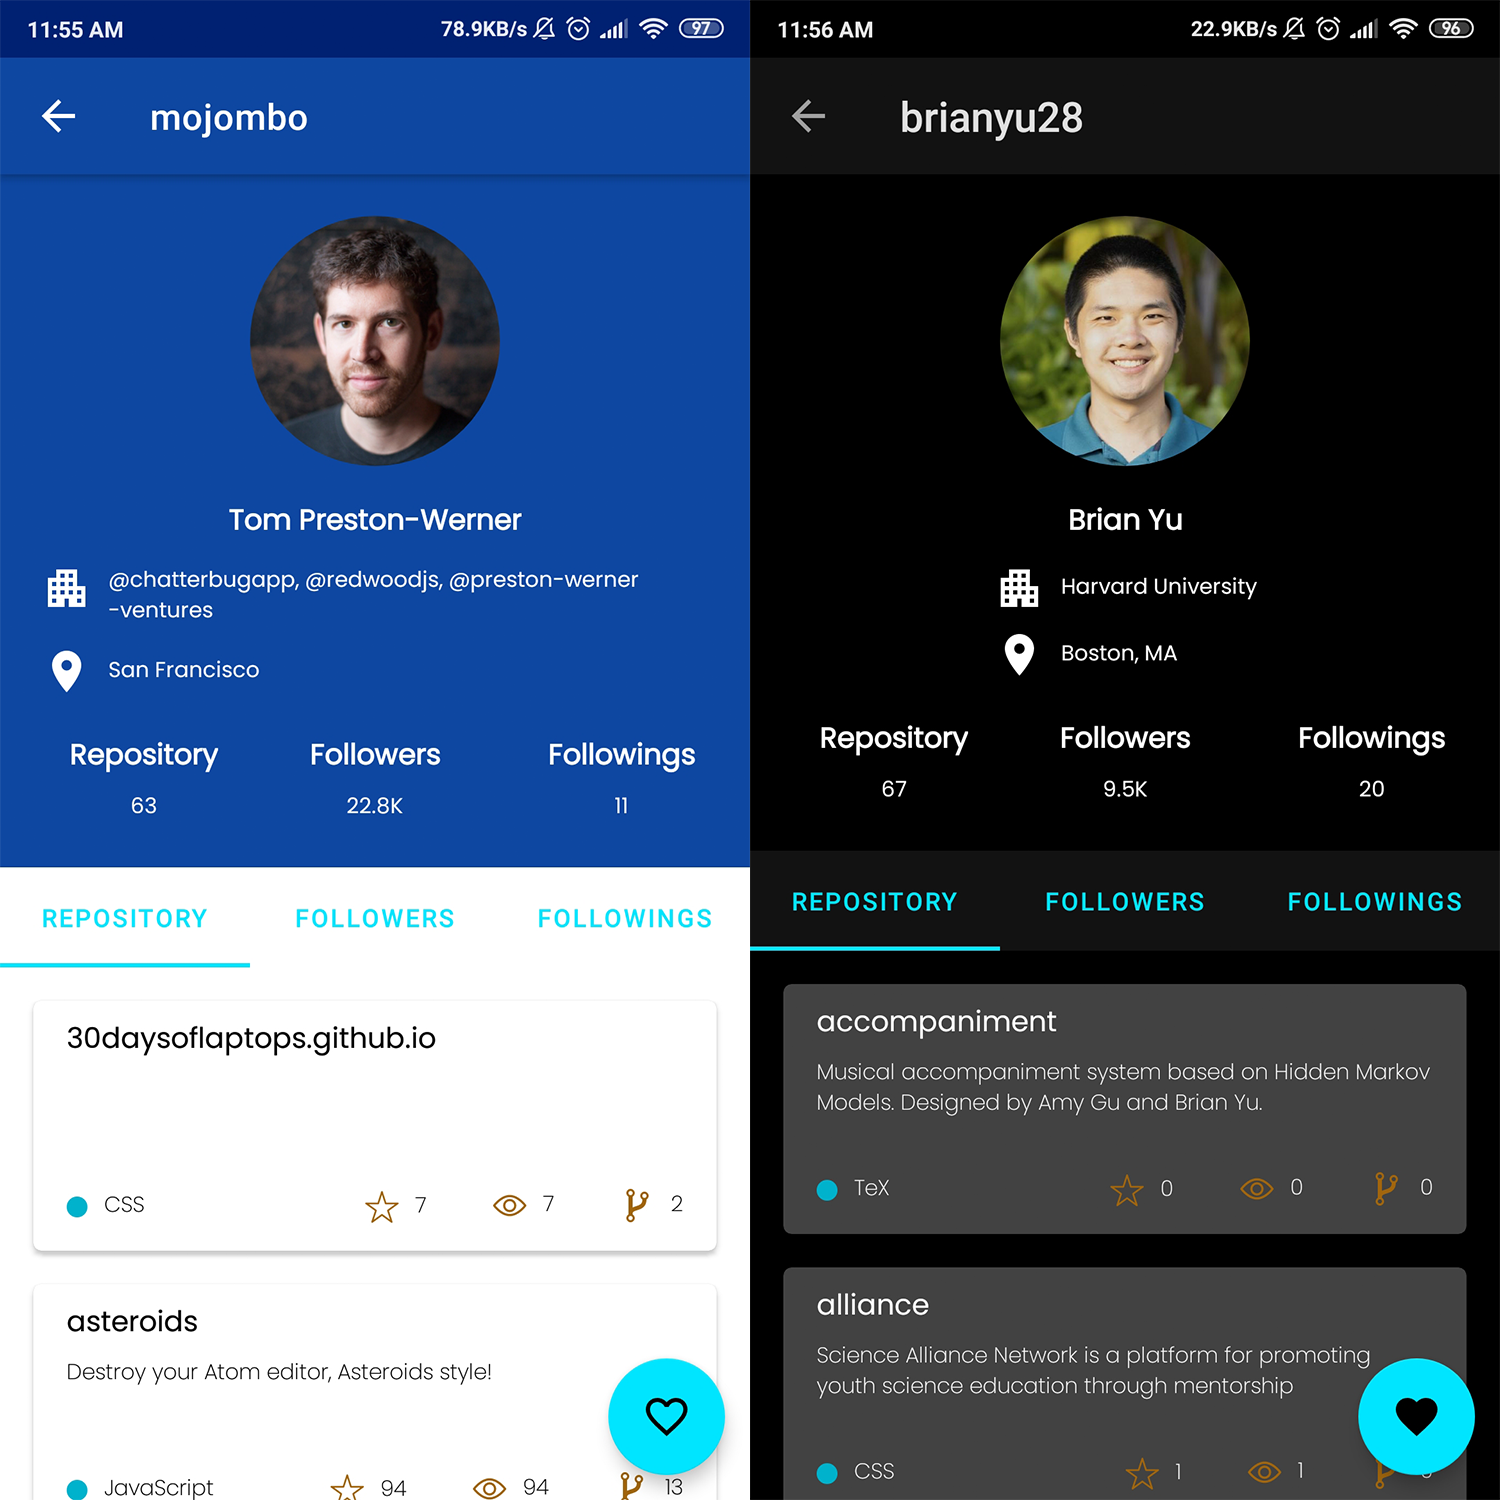 11:55 AM
78.9KB/s
97
mojombo
Tom Preston-Werner
@chatterbugapp, @redwoodjs, @preston-werner
-ventures
San Francisco
Repository Followers Followings
63 22.8K 11
REPOSITORY FOLLOWERS FOLLOWINGS
30daysoflaptops.github.io
CSS 7 7 2
asteroids
Destroy your Atom editor, Asteroids style!
JavaScript 94 94 13
11:56 AM
22.9KB/s
96
brianyu28
Brian Yu
Harvard University
Boston, MA
Repository Followers Followings
67 9.5K 20
REPOSITORY FOLLOWERS FOLLOWINGS
accompaniment
Musical accompaniment system based on Hidden Markov
Models. Designed by Amy Gu and Brian Yu.
TeX 0 0 0
alliance
Science Alliance Network is a platform for promoting
youth science education through mentorship
CSS 1 1